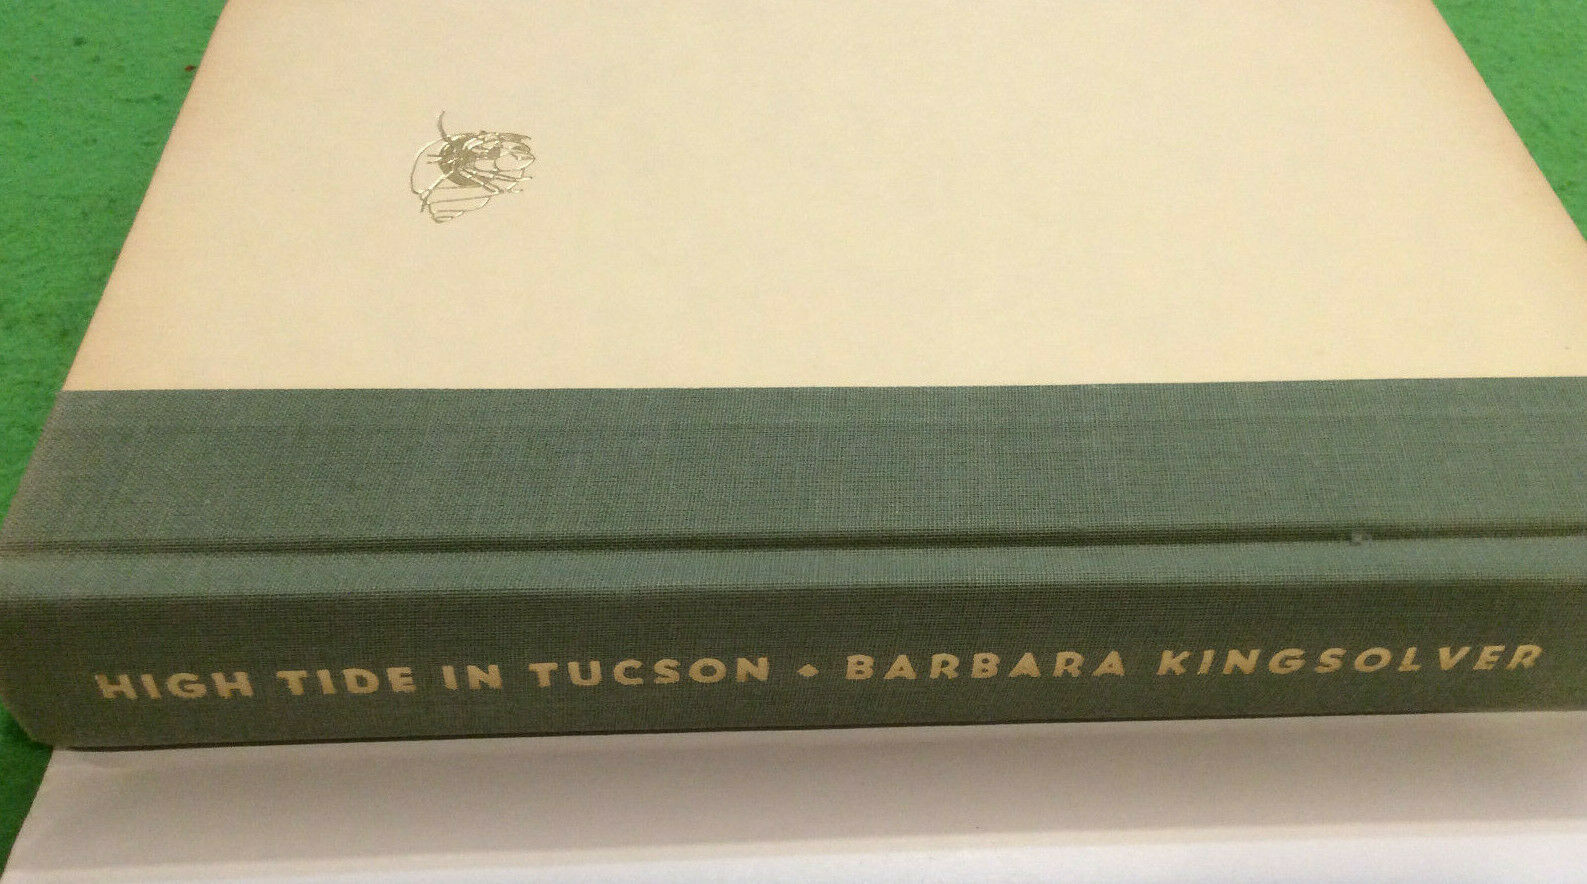 HIGH TIDE IN TUCSON ◆ BARBARA KINGSOLVER